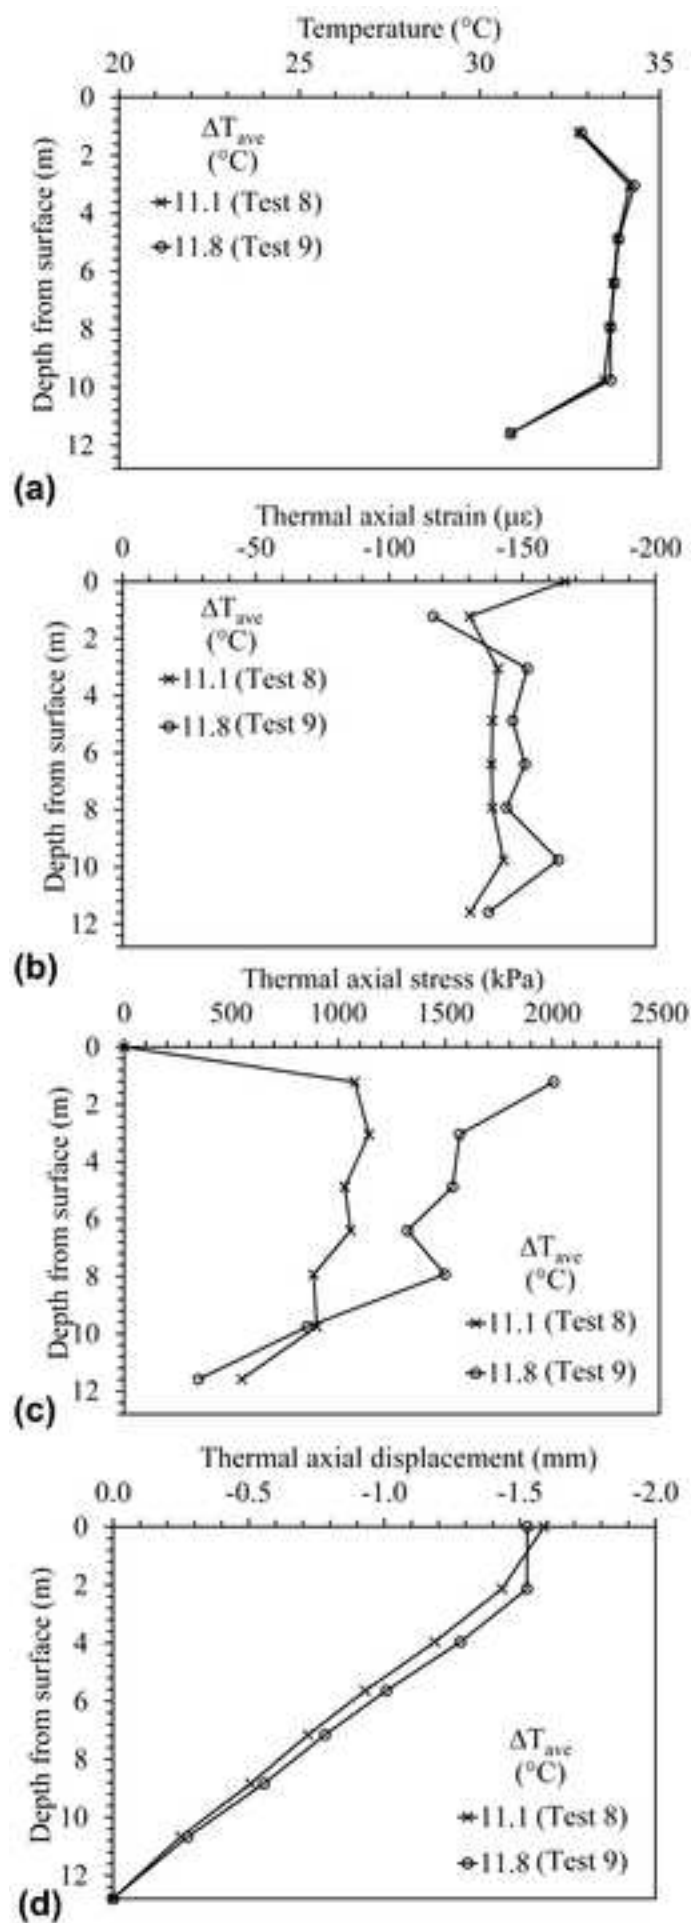 Temperature (°C)
20 25 30 35
0
2
4
6
8
10
12
Depth from surface (m)
ΔTave
(°C)
11.1 (Test 8)
11.8 (Test 9)
(a)
Thermal axial strain (µε)
0 -50 -100 -150 -200
0
2
4
6
8
10
12
Depth from surface (m)
ΔTave
(°C)
11.1 (Test 8)
11.8 (Test 9)
(b)
Thermal axial stress (kPa)
0 500 1000 1500 2000 2500
0
2
4
6
8
10
12
Depth from surface (m)
ΔTave
(°C)
11.1 (Test 8)
11.8 (Test 9)
(c)
Thermal axial displacement (mm)
0.0 -0.5 -1.0 -1.5 -2.0
0
2
4
6
8
10
12
Depth from surface (m)
ΔTave
(°C)
11.1 (Test 8)
11.8 (Test 9)
(d)